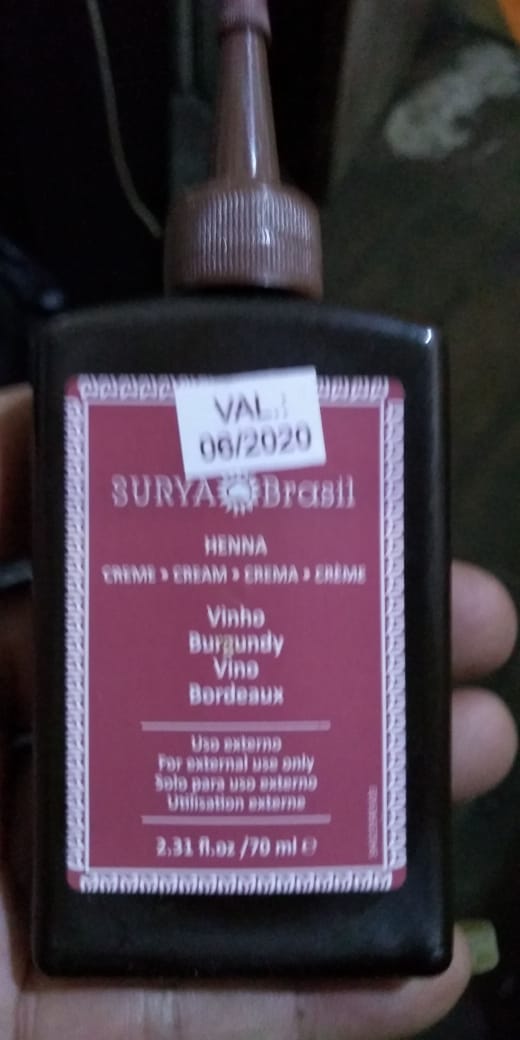 VAL.:
06/2020
SURYA Brasil
HENNA
CREME › CREAM › CREMA › CRÈME
Vinho
Burgundy
Vino
Bordeaux
Uso externo
For external use only
Solo para uso externo
Utilisation externe
2.31 fl.oz /70 ml ℮